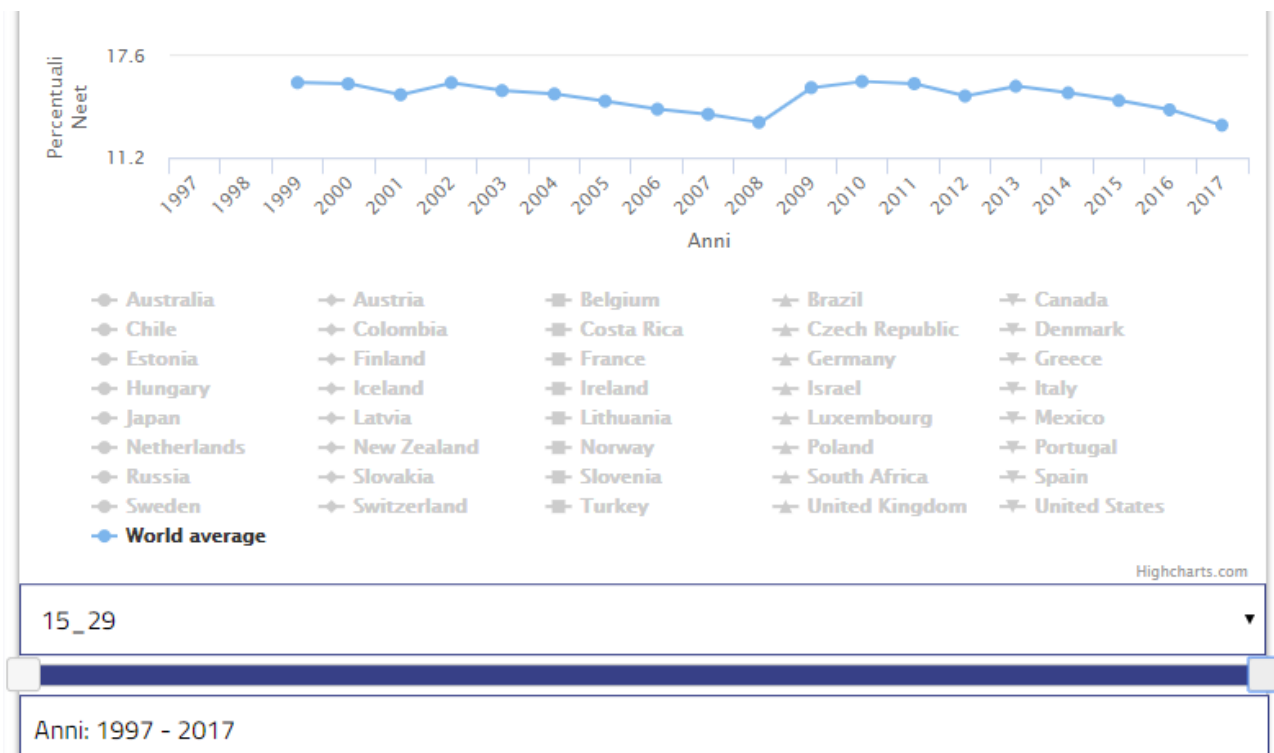 17.6
Percentuali
Neet
11.2
1997 1998 1999 2000 2001 2002 2003 2004 2005 2006 2007 2008 2009 2010 2011 2012 2013 2014 2015 2016 2017
Anni
Australia Austria Belgium Brazil Canada
Chile Colombia Costa Rica Czech Republic Denmark
Estonia Finland France Germany Greece
Hungary Iceland Ireland Israel Italy
Japan Latvia Lithuania Luxembourg Mexico
Netherlands New Zealand Norway Poland Portugal
Russia Slovakia Slovenia South Africa Spain
Sweden Switzerland Turkey United Kingdom United States
World average
Highcharts.com
15_29
Anni: 1997 - 2017